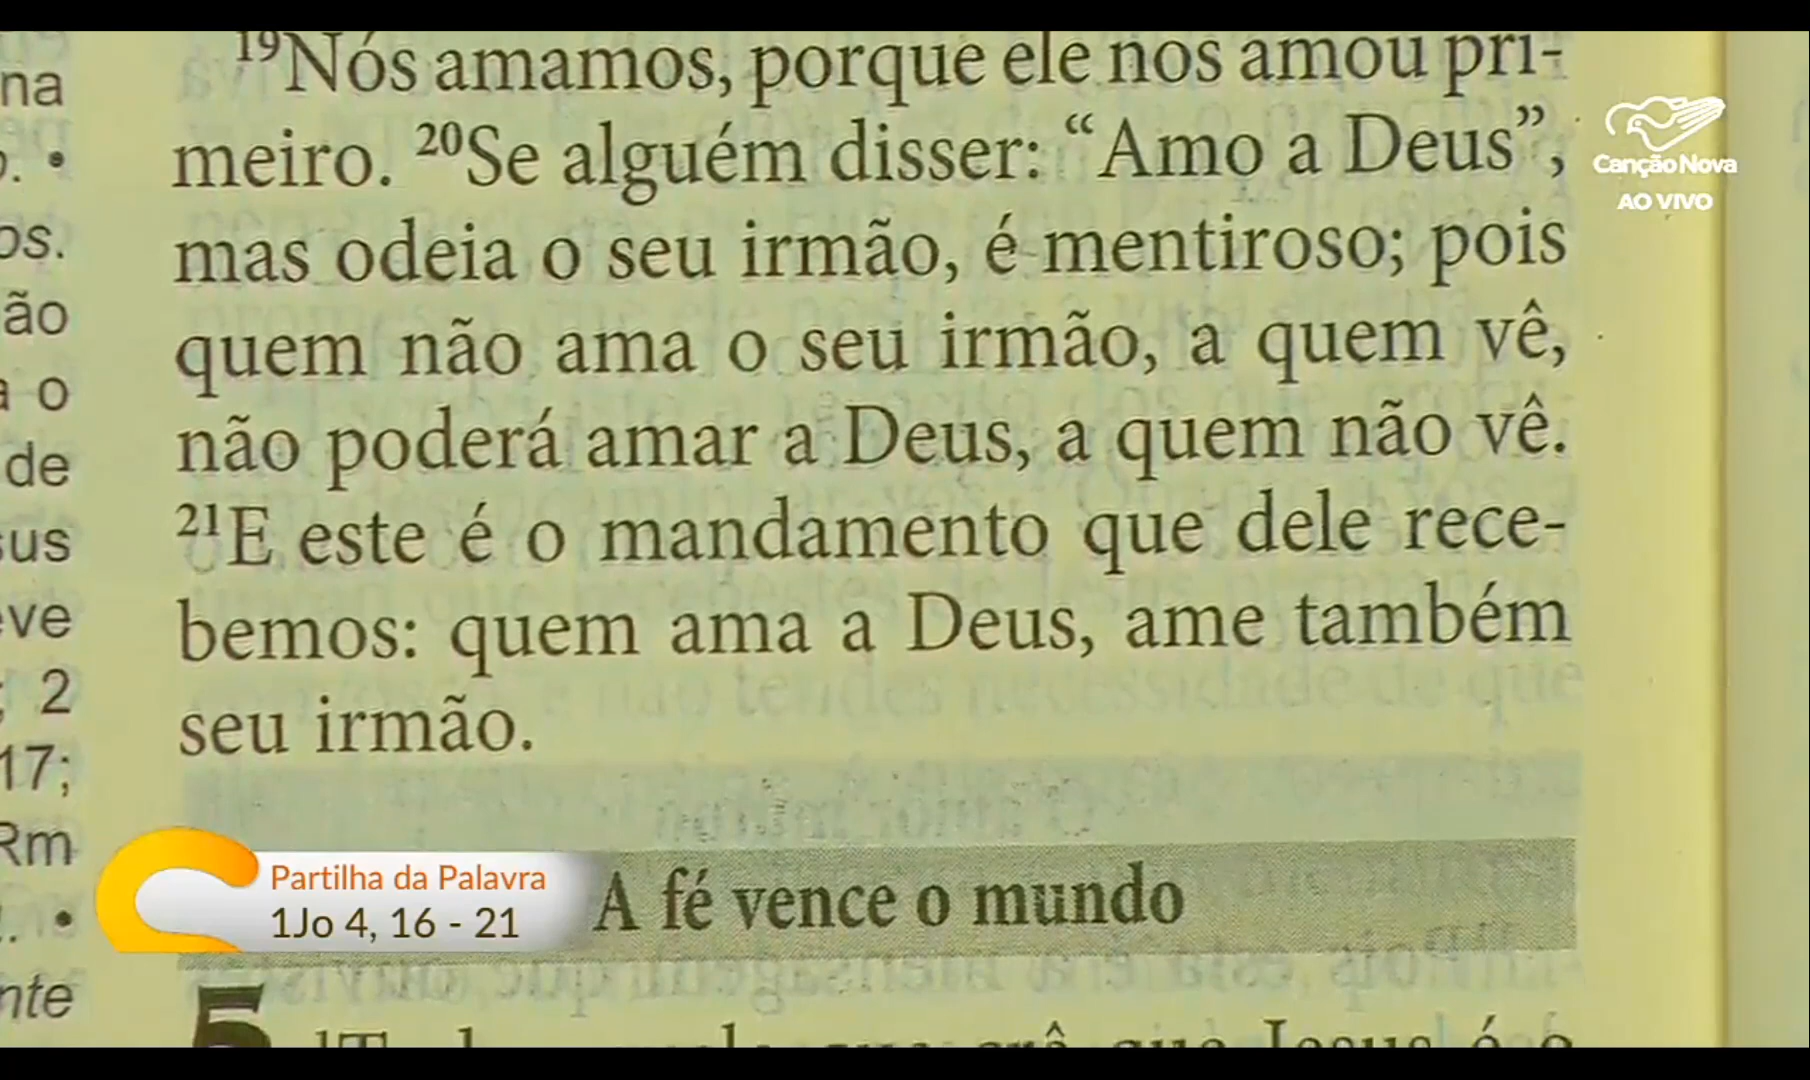 ¹⁹Nós amamos, porque ele nos amou pri-
meiro. ²⁰Se alguém disser: “Amo a Deus”,
mas odeia o seu irmão, é mentiroso; pois
quem não ama o seu irmão, a quem vê,
não poderá amar a Deus, a quem não vê.
²¹E este é o mandamento que dele rece-
bemos: quem ama a Deus, ame também
seu irmão.
A fé vence o mundo
5
na
os.
ão
a o
de
sus
eve
; 2
17;
Rm
nte
Canção Nova
AO VIVO
Partilha da Palavra
1Jo 4, 16 - 21